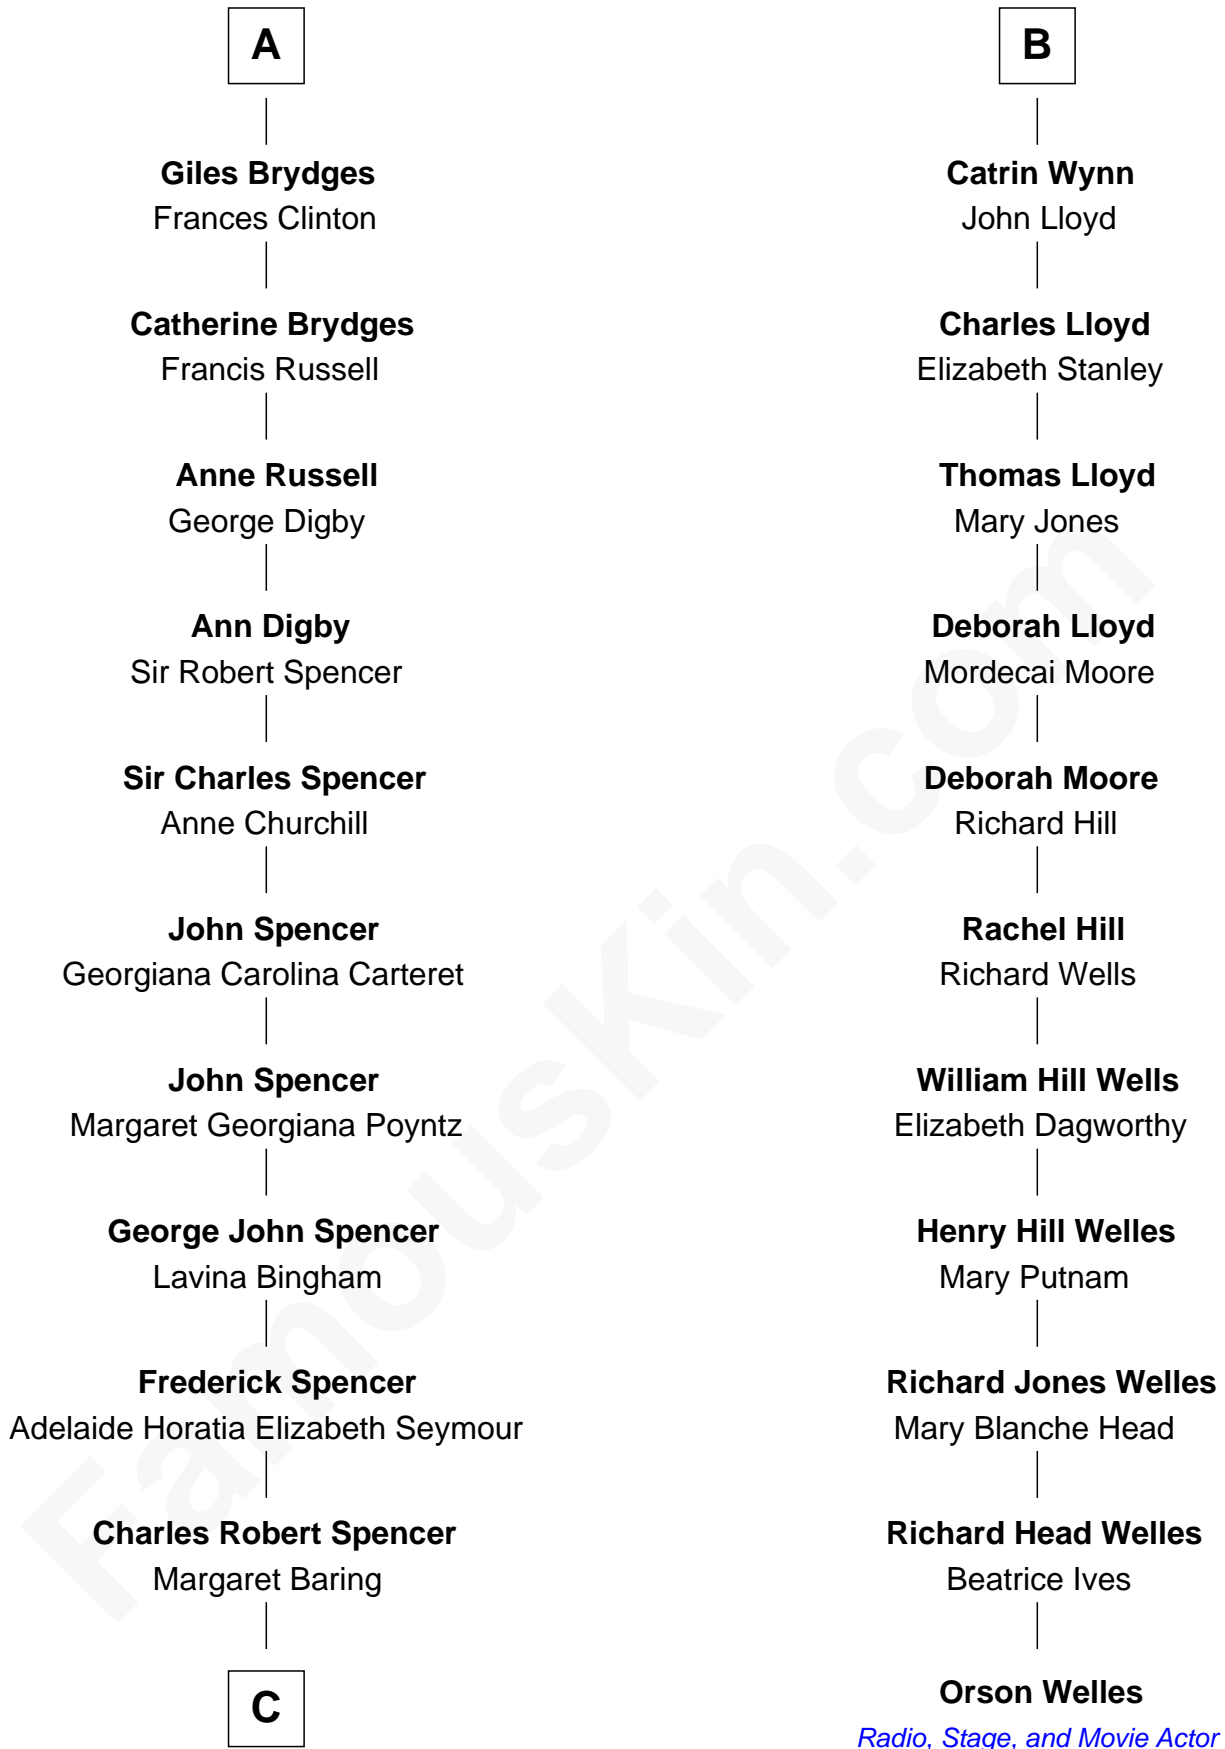 A
Giles Brydges
Frances Clinton
Catherine Brydges
Francis Russell
Anne Russell
George Digby
Ann Digby
Sir Robert Spencer
Sir Charles Spencer
Anne Churchill
John Spencer
Georgiana Carolina Carteret
John Spencer
Margaret Georgiana Poyntz
George John Spencer
Lavina Bingham
Frederick Spencer
Adelaide Horatia Elizabeth Seymour
Charles Robert Spencer
Margaret Baring
C
B
Catrin Wynn
John Lloyd
Charles Lloyd
Elizabeth Stanley
Thomas Lloyd
Mary Jones
Deborah Lloyd
Mordecai Moore
Deborah Moore
Richard Hill
Rachel Hill
Richard Wells
William Hill Wells
Elizabeth Dagworthy
Henry Hill Welles
Mary Putnam
Richard Jones Welles
Mary Blanche Head
Richard Head Welles
Beatrice Ives
Orson Welles
Radio, Stage, and Movie Actor
FamousKin.com